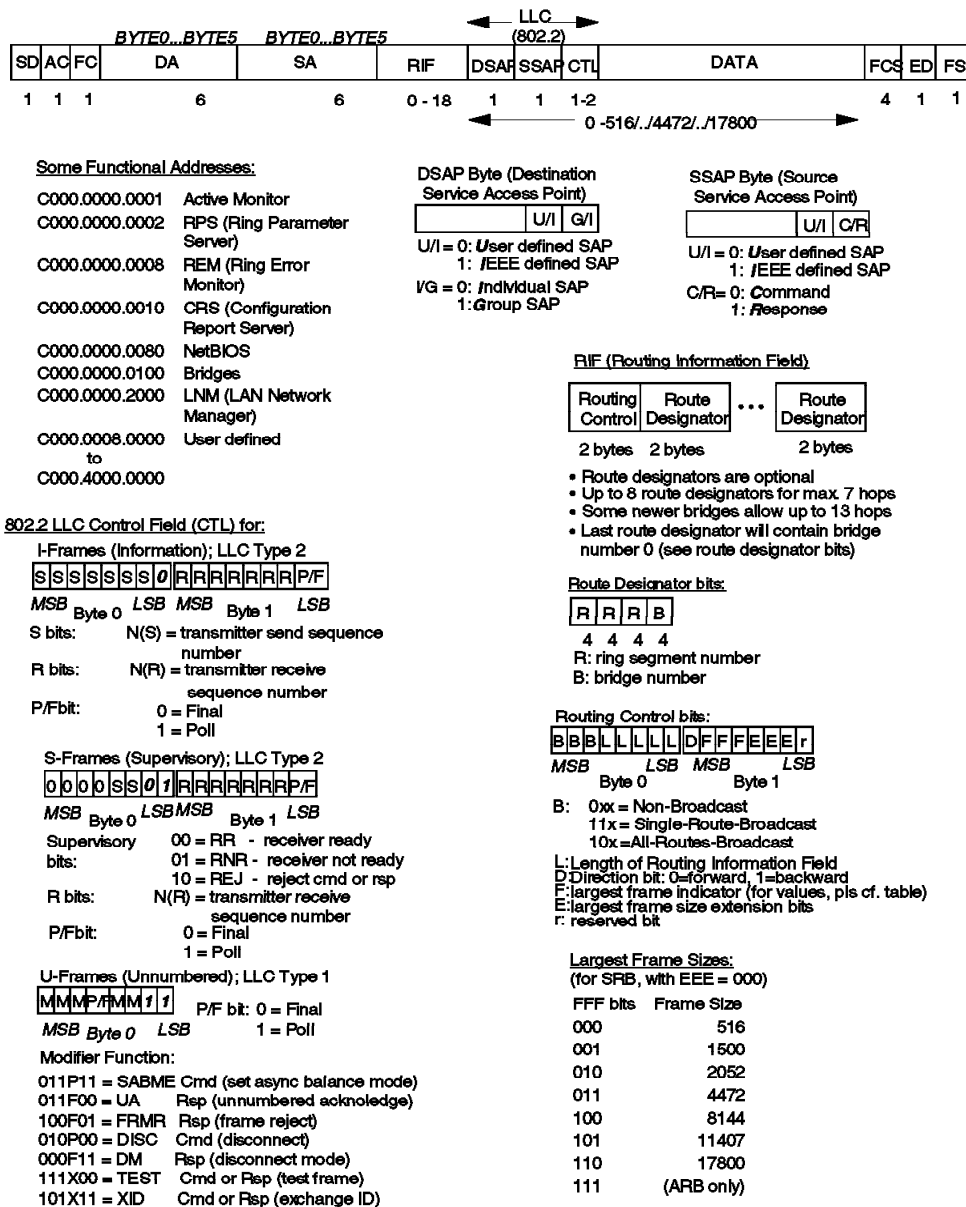 LLC
(802.2)
BYTE0...BYTE5 BYTE0...BYTE5
SD AC FC DA SA RIF DSAP SSAP CTL DATA FCS ED FS
1 1 1 6 6 0 - 18 1 1 1-2 4 1 1
0 -516/../4472/../17800
Some Functional Addresses:
C000.0000.0001 Active Monitor
C000.0000.0002 RPS (Ring Parameter
Server)
C000.0000.0008 REM (Ring Error
Monitor)
C000.0000.0010 CRS (Configuration
Report Server)
C000.0000.0080 NetBIOS
C000.0000.0100 Bridges
C000.0000.2000 LNM (LAN Network
Manager)
C000.0008.0000 User defined
to
C000.4000.0000
DSAP Byte (Destination
Service Access Point)
U/I G/I
U/I = 0: User defined SAP
1: IEEE defined SAP
I/G = 0: Individual SAP
1: Group SAP
SSAP Byte (Source
Service Access Point)
U/I C/R
U/I = 0: User defined SAP
1: IEEE defined SAP
C/R= 0: Command
1: Response
RIF (Routing Information Field)
Routing Control Route Designator ••• Route Designator
2 bytes 2 bytes 2 bytes
• Route designators are optional
• Up to 8 route designators for max. 7 hops
• Some newer bridges allow up to 13 hops
• Last route designator will contain bridge
number 0 (see route designator bits)
Route Designator bits:
R R R B
4 4 4 4
R: ring segment number
B: bridge number
Routing Control bits:
B B B L L L L L D F F F E E E r
MSB LSB MSB LSB
Byte 0 Byte 1
B: 0xx = Non-Broadcast
11x = Single-Route-Broadcast
10x =All-Routes-Broadcast
L:Length of Routing Information Field
D:Direction bit: 0=forward, 1=backward
F:largest frame indicator (for values, pls cf. table)
E:largest frame size extension bits
r: reserved bit
Largest Frame Sizes:
(for SRB, with EEE = 000)
FFF bits Frame Size
000 516
001 1500
010 2052
011 4472
100 8144
101 11407
110 17800
111 (ARB only)
802.2 LLC Control Field (CTL) for:
I-Frames (Information); LLC Type 2
S S S S S S S 0 R R R R R R R P/F
MSB Byte 0 LSB MSB Byte 1 LSB
S bits: N(S) = transmitter send sequence
number
R bits: N(R) = transmitter receive
sequence number
P/Fbit: 0 = Final
1 = Poll
S-Frames (Supervisory); LLC Type 2
0 0 0 0 S S 0 1 R R R R R R R P/F
MSB Byte 0 LSB MSB Byte 1 LSB
Supervisory 00 = RR - receiver ready
bits: 01 = RNR - receiver not ready
10 = REJ - reject cmd or rsp
R bits: N(R) = transmitter receive
sequence number
P/Fbit: 0 = Final
1 = Poll
U-Frames (Unnumbered); LLC Type 1
M M M P/F M M 1 1 P/F bit: 0 = Final
MSB Byte 0 LSB 1 = Poll
Modifier Function:
011P11 = SABME Cmd (set async balance mode)
011F00 = UA Rsp (unnumbered acknoledge)
100F01 = FRMR Rsp (frame reject)
010P00 = DISC Cmd (disconnect)
000F11 = DM Rsp (disconnect mode)
111X00 = TEST Cmd or Rsp (test frame)
101X11 = XID Cmd or Rsp (exchange ID)